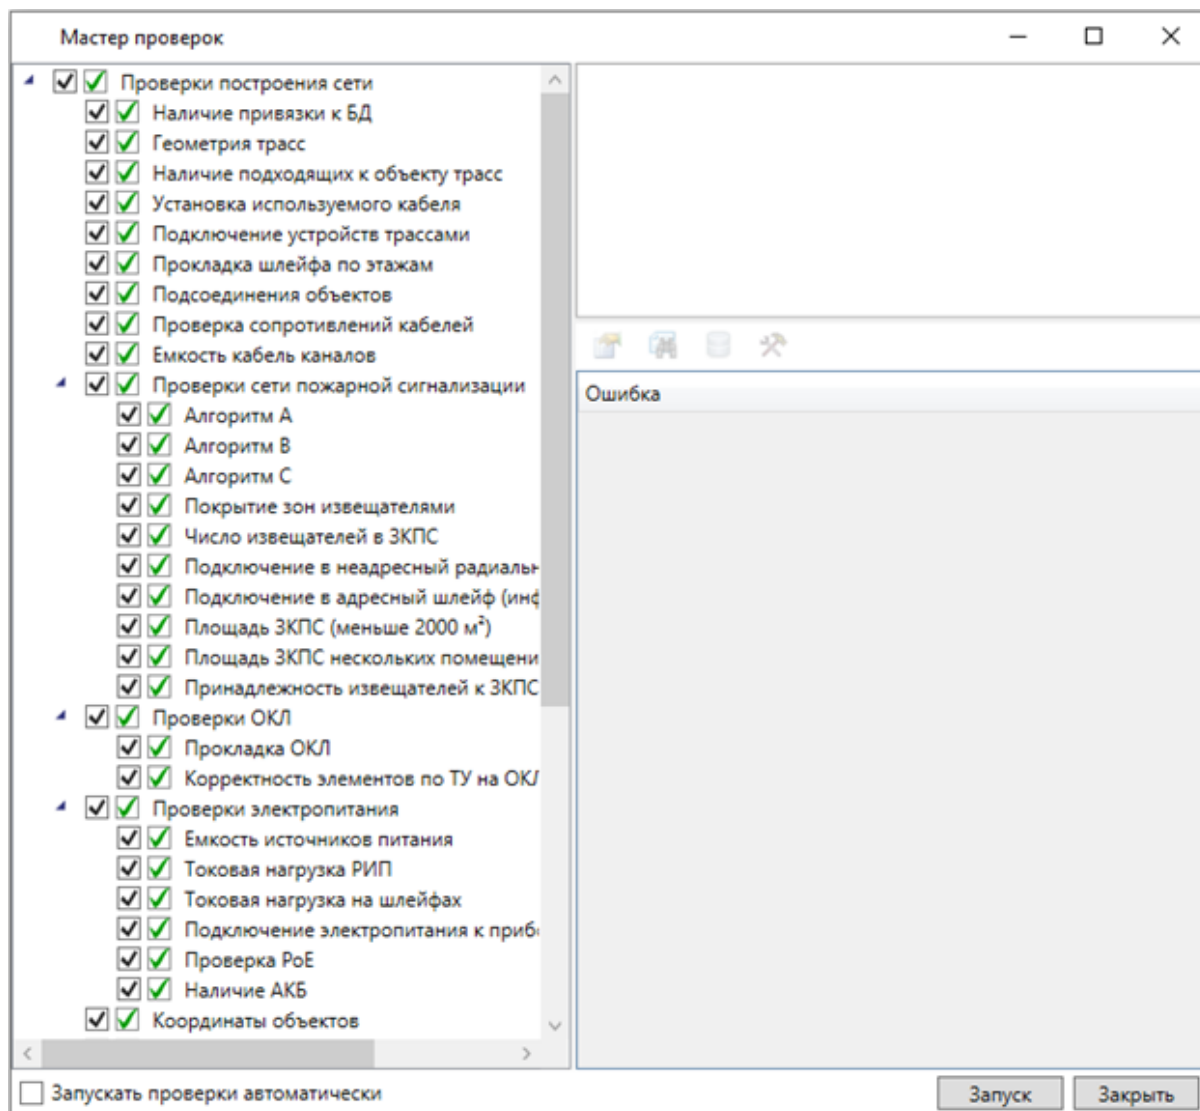 Мастер проверок
Проверки построения сети
Наличие привязки к БД
Геометрия трасс
Наличие подходящих к объекту трасс
Установка используемого кабеля
Подключение устройств трассами
Прокладка шлейфа по этажам
Подсоединения объектов
Проверка сопротивлений кабелей
Емкость кабель каналов
Проверки сети пожарной сигнализации
Алгоритм А
Алгоритм В
Алгоритм С
Покрытие зон извещателями
Число извещателей в ЗКПС
Подключение в неадресный радиальн
Подключение в адресный шлейф (инф
Площадь ЗКПС (меньше 2000 м²)
Площадь ЗКПС нескольких помещени
Принадлежность извещателей к ЗКПС
Проверки ОКЛ
Прокладка ОКЛ
Корректность элементов по ТУ на ОКЛ
Проверки электропитания
Емкость источников питания
Токовая нагрузка РИП
Токовая нагрузка на шлейфах
Подключение электропитания к прибо
Проверка PoE
Наличие АКБ
Координаты объектов
Ошибка
Запускать проверки автоматически
Запуск
Закрыть